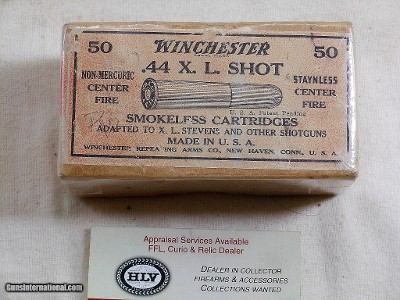 50 WINCHESTER 50
.44 X. L. SHOT
NON-MERCURIC
CENTER
FIRE
STAYNLESS
CENTER
FIRE
U. S. A. Patent Pending
SMOKELESS CARTRIDGES
ADAPTED TO X. L. STEVENS AND OTHER SHOTGUNS
MADE IN U. S. A.
WINCHESTER REPEATING ARMS CO., NEW HAVEN, CONN., U. S. A.
Appraisal Services Available
FFL, Curio & Relic Dealer
HLV
DEALER IN COLLECTOR
FIREARMS & ACCESSORIES
COLLECTIONS WANTED
GunsInternational.com